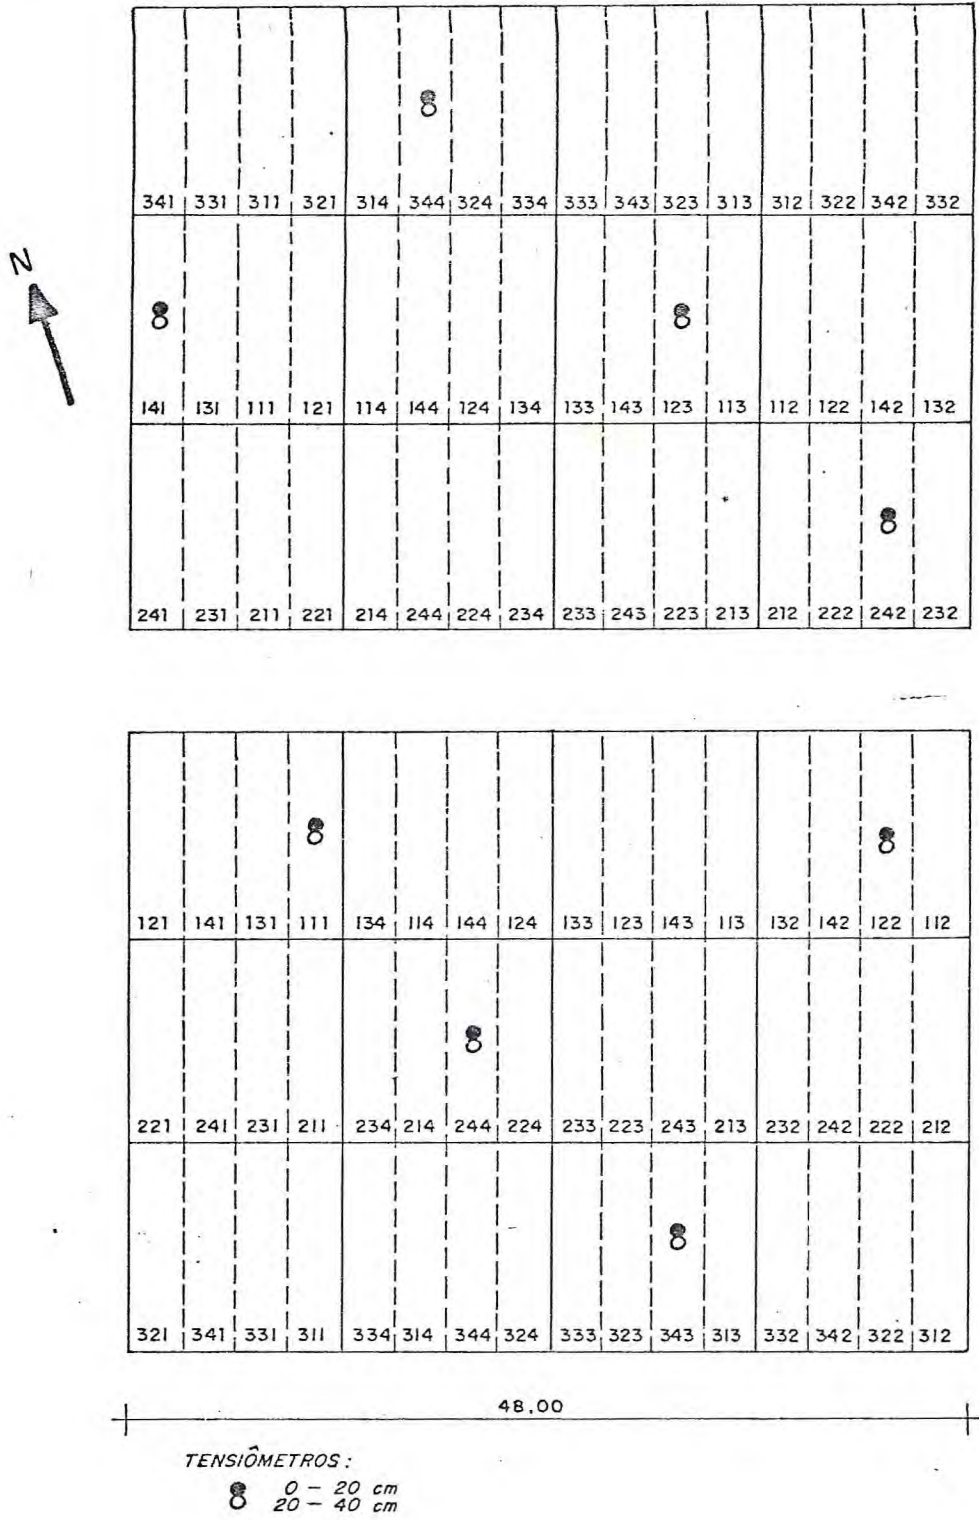 341 331 311 321 314 344 324 334 333 343 323 313 312 322 342 332
N
141 131 111 121 114 144 124 134 133 143 123 113 112 122 142 132
241 231 211 221 214 244 224 234 233 243 223 213 212 222 242 232
121 141 131 111 134 114 144 124 133 123 143 113 132 142 122 112
221 241 231 211 234 214 244 224 233 223 243 213 232 242 222 212
321 341 331 311 334 314 344 324 333 323 343 313 332 342 322 312
48.00
TENSIÔMETROS:
0 - 20 cm
20 - 40 cm